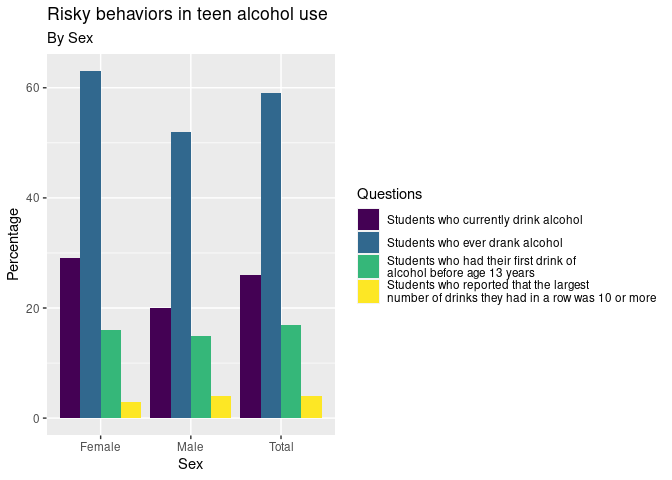 Risky behaviors in teen alcohol use
By Sex
60
40
20
0
Percentage
Female
Male
Total
Sex
Questions
Students who currently drink alcohol
Students who ever drank alcohol
Students who had their first drink of
alcohol before age 13 years
Students who reported that the largest
number of drinks they had in a row was 10 or more